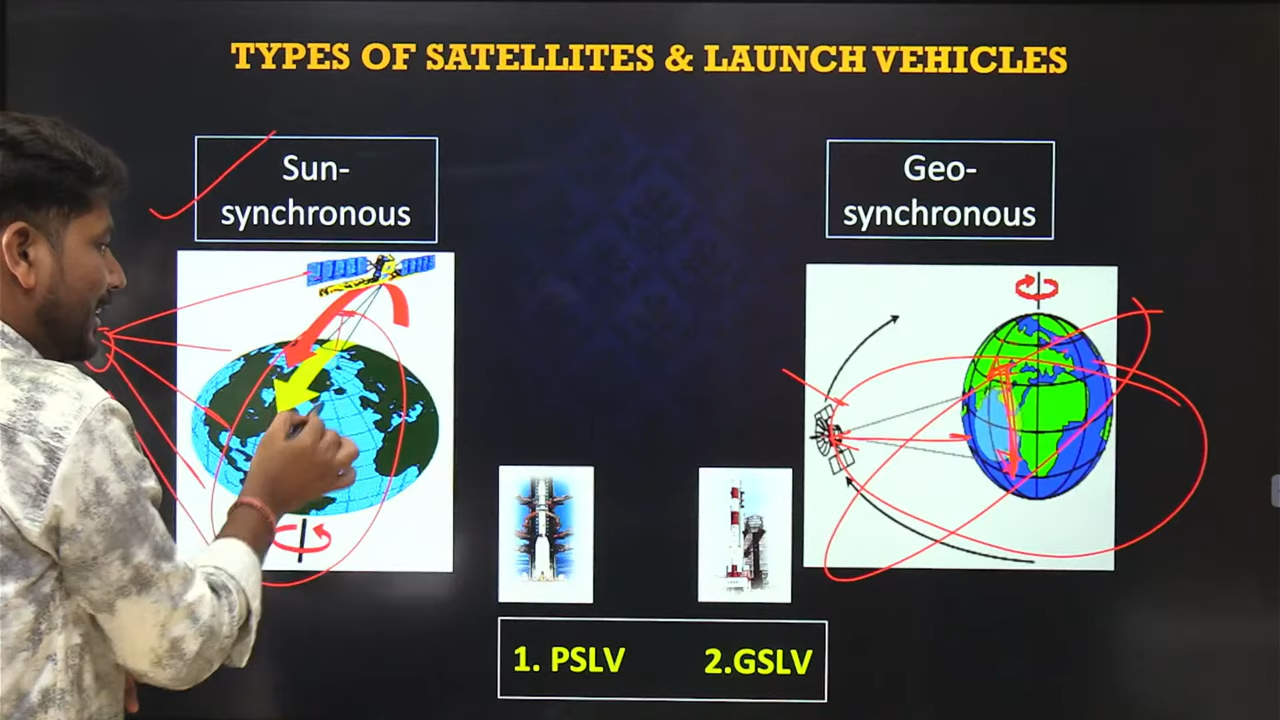 TYPES OF SATELLITES & LAUNCH VEHICLES
Sun-
synchronous
Geo-
synchronous
1. PSLV 2.GSLV